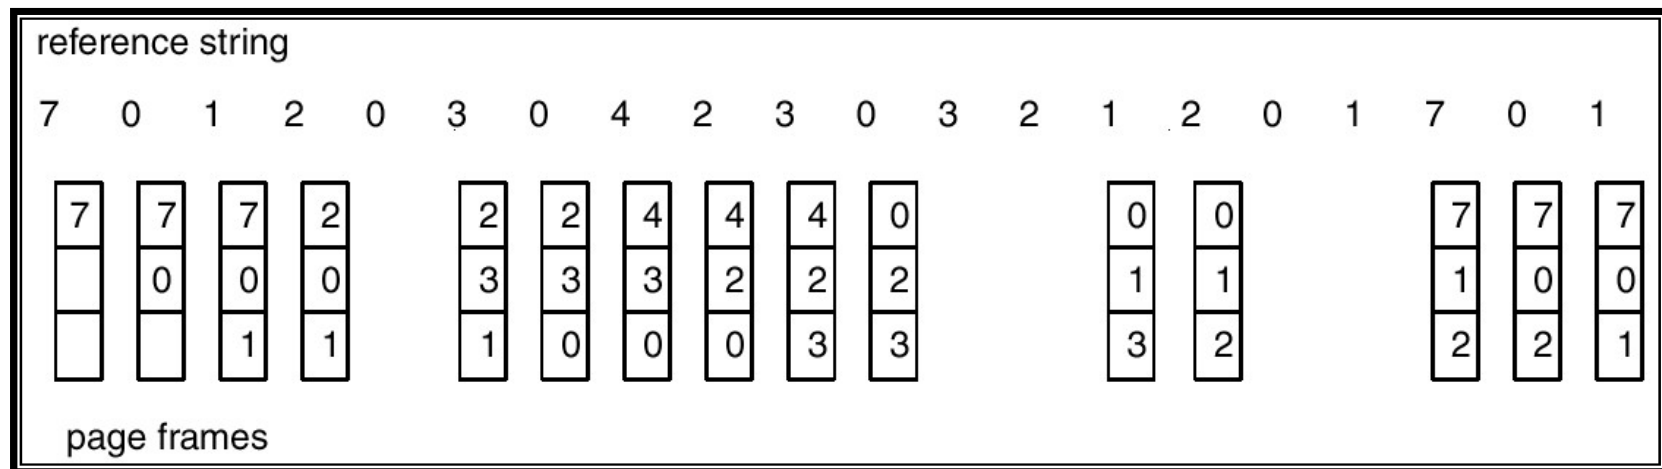 reference string
7 0 1 2 0 3 0 4 2 3 0 3 2 1 2 0 1 7 0 1
7 7 7 2 2 2 4 4 4 0 0 0 7 7 7
0 0 0 3 3 3 2 2 2 1 1 1 0 0
1 1 1 0 0 0 3 3 3 2 2 2 1
page frames